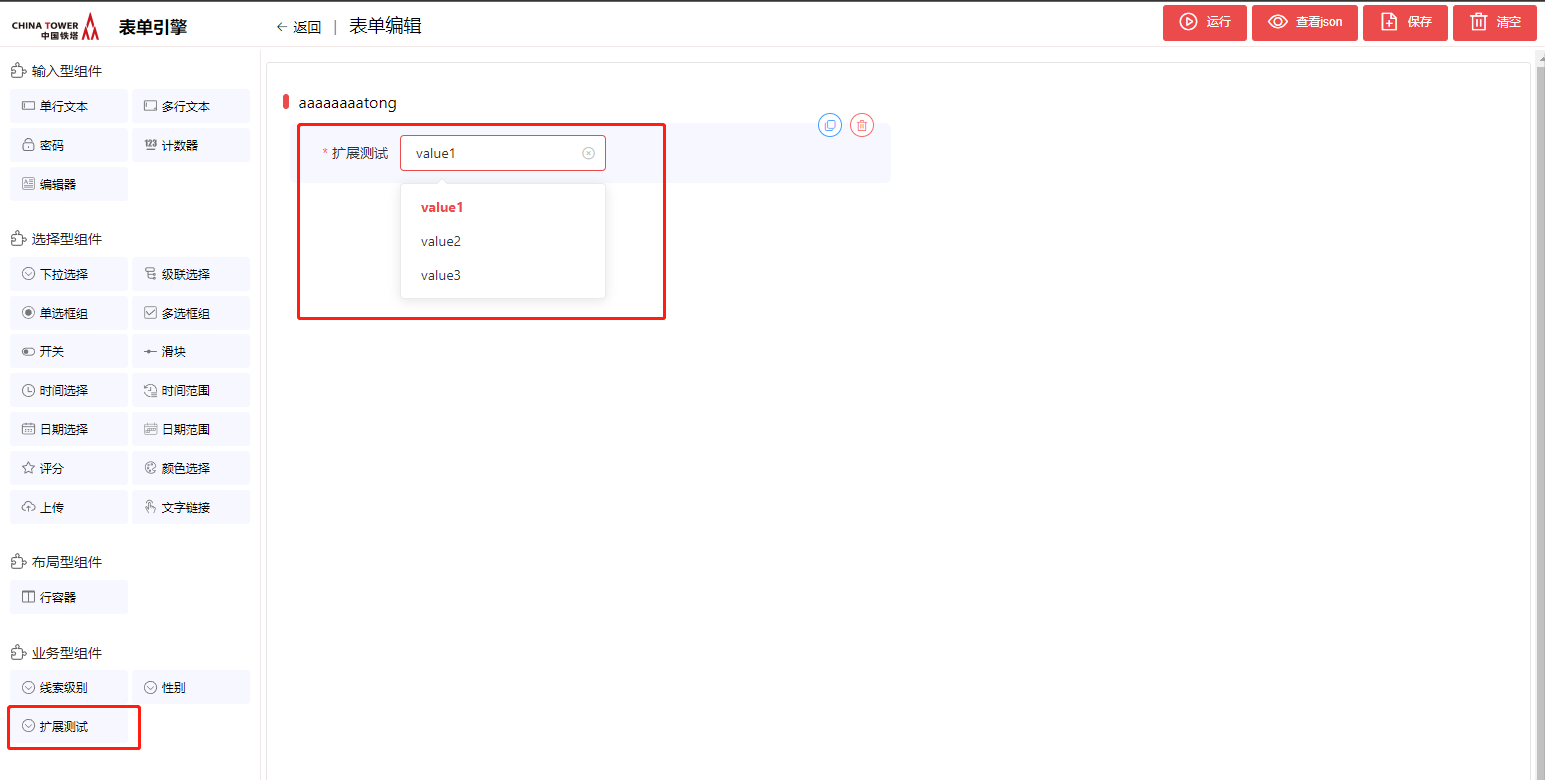 CHINA TOWER
中国铁塔
表单引擎
返回 | 表单编辑
运行
查看json
保存
清空
输入型组件
单行文本
多行文本
密码
123 计数器
编辑器
选择型组件
下拉选择
级联选择
单选框组
多选框组
开关
滑块
时间选择
时间范围
日期选择
日期范围
评分
颜色选择
上传
文字链接
布局型组件
行容器
业务型组件
线索级别
性别
扩展测试
aaaaaaaatong
* 扩展测试
value1
value1
value2
value3